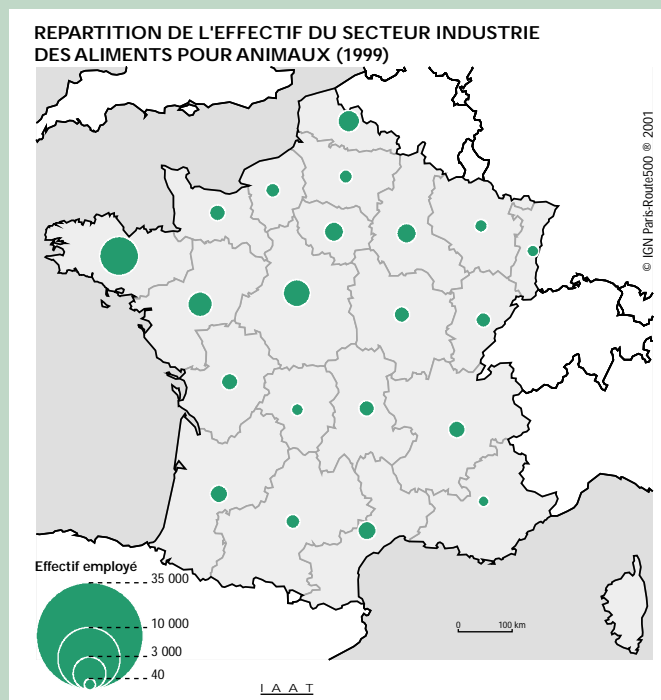 REPARTITION DE L'EFFECTIF DU SECTEUR INDUSTRIE
DES ALIMENTS POUR ANIMAUX (1999)
© IGN Paris-Route500 ® 2001
Effectif employé
35 000
10 000
3 000
40
0 100 km
I A A T